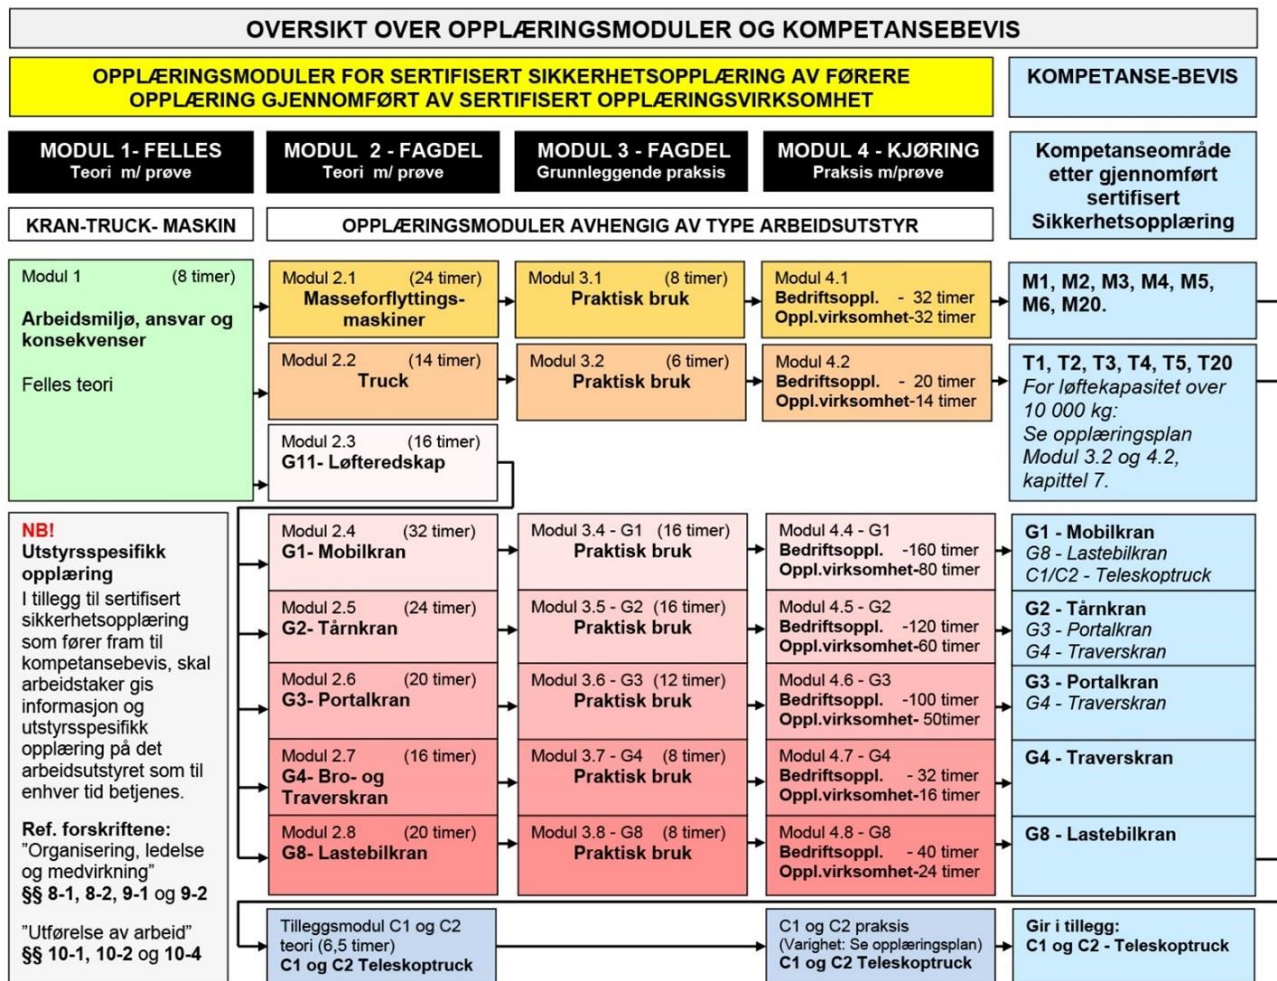 OVERSIKT OVER OPPLÆRINGSMODULER OG KOMPETANSEBEVIS
OPPLÆRINGSMODULER FOR SERTIFISERT SIKKERHETSOPPLÆRING AV FØRERE
OPPLÆRING GJENNOMFØRT AV SERTIFISERT OPPLÆRINGSVIRKSOMHET
KOMPETANSE-BEVIS
MODUL 1- FELLES
Teori m/ prøve
MODUL 2 - FAGDEL
Teori m/ prøve
MODUL 3 - FAGDEL
Grunnleggende praksis
MODUL 4 - KJØRING
Praksis m/prøve
Kompetanseområde
etter gjennomført
sertifisert
Sikkerhetsopplæring
KRAN-TRUCK- MASKIN
OPPLÆRINGSMODULER AVHENGIG AV TYPE ARBEIDSUTSTYR
Modul 1 (8 timer)
Arbeidsmiljø, ansvar og
konsekvenser
Felles teori
Modul 2.1 (24 timer)
Masseforflyttings-
maskiner
Modul 3.1 (8 timer)
Praktisk bruk
Modul 4.1
Bedriftsoppl. - 32 timer
Oppl.virksomhet-32 timer
M1, M2, M3, M4, M5,
M6, M20.
Modul 2.2 (14 timer)
Truck
Modul 3.2 (6 timer)
Praktisk bruk
Modul 4.2
Bedriftsoppl. - 20 timer
Oppl.virksomhet-14 timer
T1, T2, T3, T4, T5, T20
For løftekapasitet over
10 000 kg:
Se opplæringsplan
Modul 3.2 og 4.2,
kapittel 7.
Modul 2.3 (16 timer)
G11- Løfteredskap
NB!
Utstyrsspesifikk
opplæring
I tillegg til sertifisert
sikkerhetsopplæring
som fører fram til
kompetansebevis, skal
arbeidstaker gis
informasjon og
utstyrsspesifikk
opplæring på det
arbeidsutstyret som til
enhver tid betjenes.
Ref. forskriftene:
"Organisering, ledelse
og medvirkning"
§§ 8-1, 8-2, 9-1 og 9-2
"Utførelse av arbeid"
§§ 10-1, 10-2 og 10-4
Modul 2.4 (32 timer)
G1- Mobilkran
Modul 3.4 - G1 (16 timer)
Praktisk bruk
Modul 4.4 - G1
Bedriftsoppl. -160 timer
Oppl.virksomhet-80 timer
G1 - Mobilkran
G8 - Lastebilkran
C1/C2 - Teleskoptruck
Modul 2.5 (24 timer)
G2- Tårnkran
Modul 3.5 - G2 (16 timer)
Praktisk bruk
Modul 4.5 - G2
Bedriftsoppl. -120 timer
Oppl.virksomhet-60 timer
G2 - Tårnkran
G3 - Portalkran
G4 - Traverskran
Modul 2.6 (20 timer)
G3- Portalkran
Modul 3.6 - G3 (12 timer)
Praktisk bruk
Modul 4.6 - G3
Bedriftsoppl. -100 timer
Oppl.virksomhet- 50timer
G3 - Portalkran
G4 - Traverskran
Modul 2.7 (16 timer)
G4- Bro- og
Traverskran
Modul 3.7 - G4 (8 timer)
Praktisk bruk
Modul 4.7 - G4
Bedriftsoppl. - 32 timer
Oppl.virksomhet-16 timer
G4 - Traverskran
Modul 2.8 (20 timer)
G8- Lastebilkran
Modul 3.8 - G8 (8 timer)
Praktisk bruk
Modul 4.8 - G8
Bedriftsoppl. - 40 timer
Oppl.virksomhet-24 timer
G8 - Lastebilkran
Tilleggsmodul C1 og C2
teori (6,5 timer)
C1 og C2 Teleskoptruck
C1 og C2 praksis
(Varighet: Se opplæringsplan)
C1 og C2 Teleskoptruck
Gir i tillegg:
C1 og C2 - Teleskoptruck